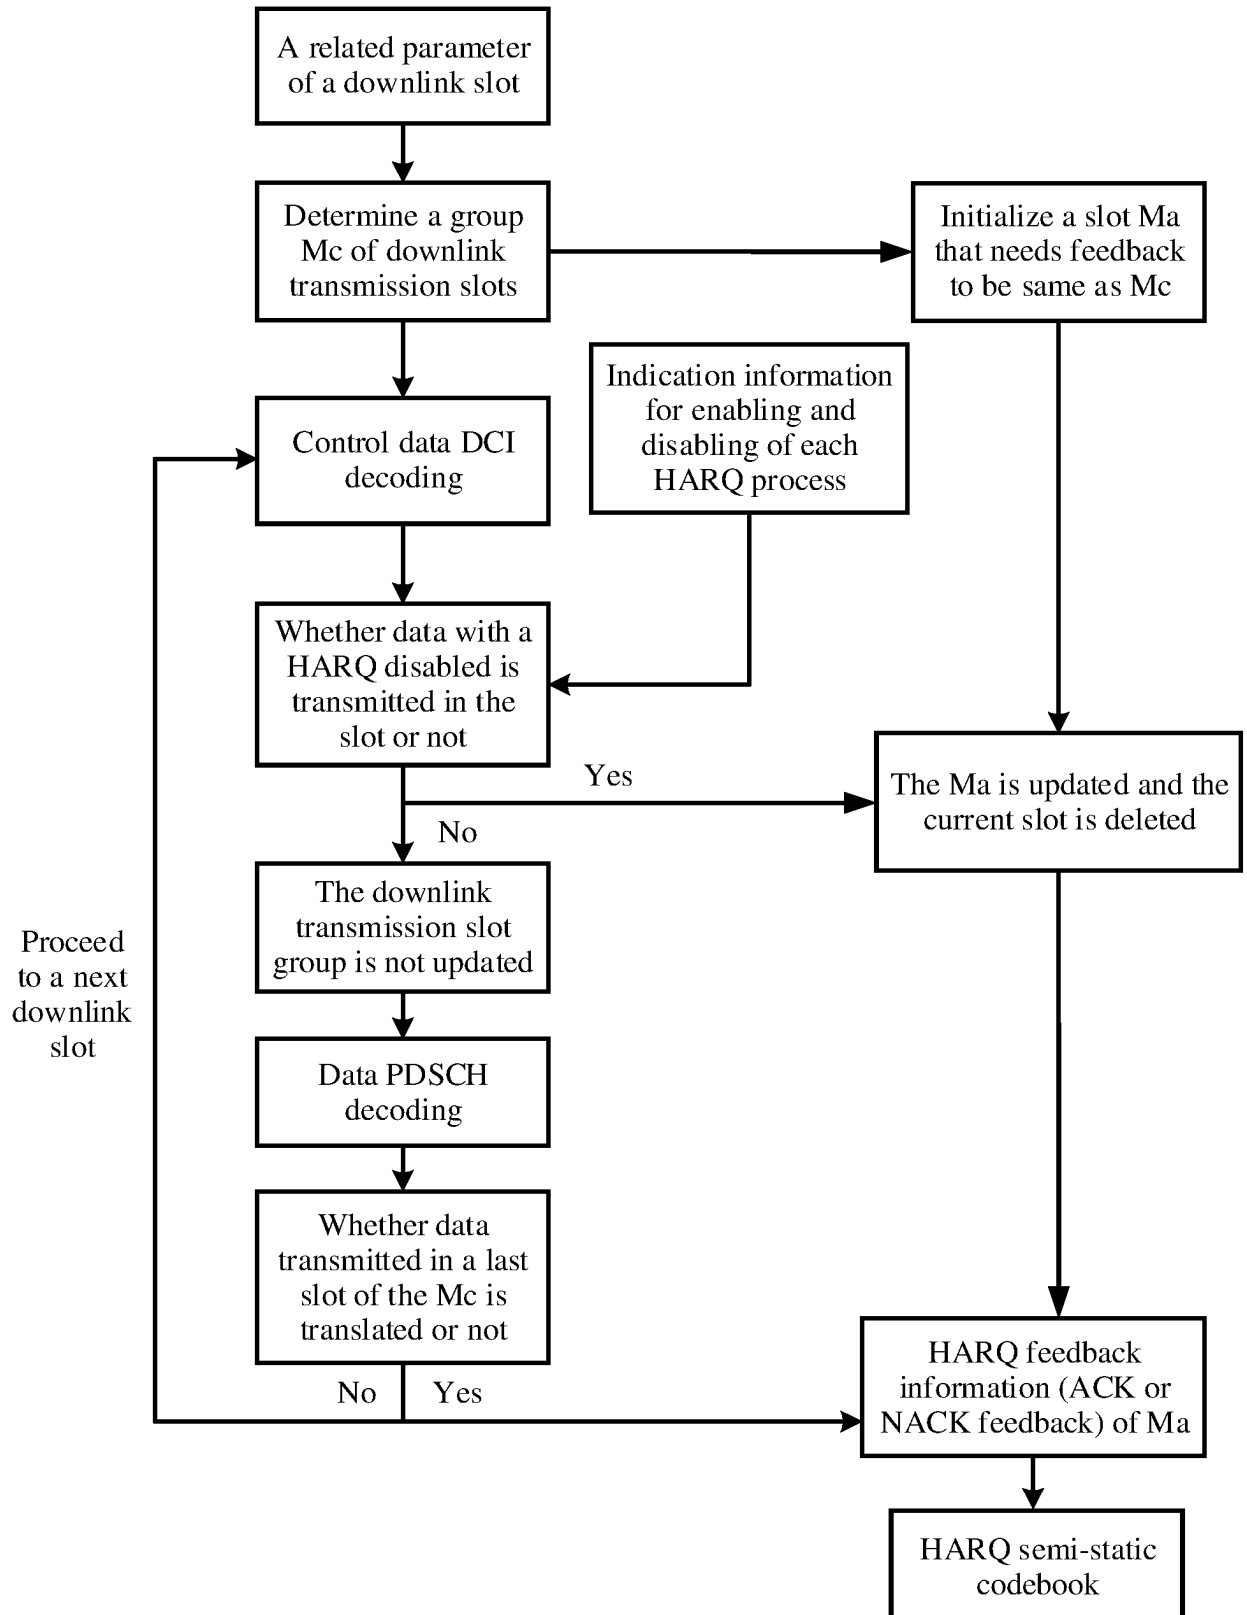 A related parameter
of a downlink slot
Determine a group
Mc of downlink
transmission slots
Initialize a slot Ma
that needs feedback
to be same as Mc
Indication information
for enabling and
disabling of each
HARQ process
Control data DCI
decoding
Whether data with a
HARQ disabled is
transmitted in the
slot or not
Yes
The Ma is updated and the
current slot is deleted
No
The downlink
transmission slot
group is not updated
Proceed
to a next
downlink
slot
Data PDSCH
decoding
Whether data
transmitted in a last
slot of the Mc is
translated or not
No
Yes
HARQ feedback
information (ACK or
NACK feedback) of Ma
HARQ semi-static
codebook